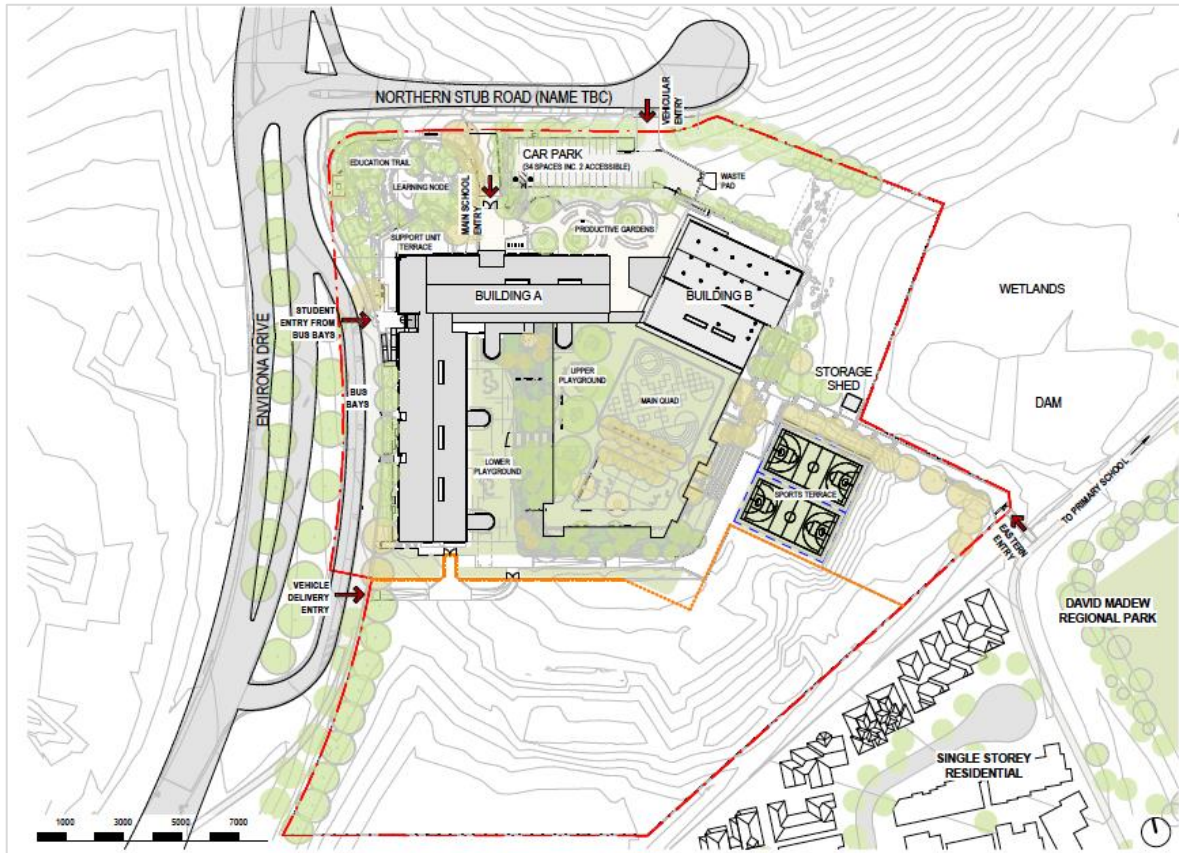 NORTHERN STUB ROAD (NAME TBC)
VEHICULAR
ENTRY
CAR PARK
(34 SPACES INC. 2 ACCESSIBLE)
EDUCATION TRAIL
LEARNING NODE
MAIN SCHOOL
ENTRY
WASTE
PAD
SUPPORT UNIT
TERRACE
PRODUCTIVE GARDENS
BUILDING A
BUILDING B
WETLANDS
STUDENT
ENTRY FROM
BUS BAYS
ENVIRONA DRIVE
BUS
BAYS
UPPER
PLAYGROUND
MAIN QUAD
STORAGE
SHED
DAM
LOWER
PLAYGROUND
SPORTS TERRACE
TO PRIMARY SCHOOL
EASTERN
ENTRY
VEHICLE
DELIVERY
ENTRY
DAVID MADEW
REGIONAL PARK
SINGLE STOREY
RESIDENTIAL
1000 3000 5000 7000